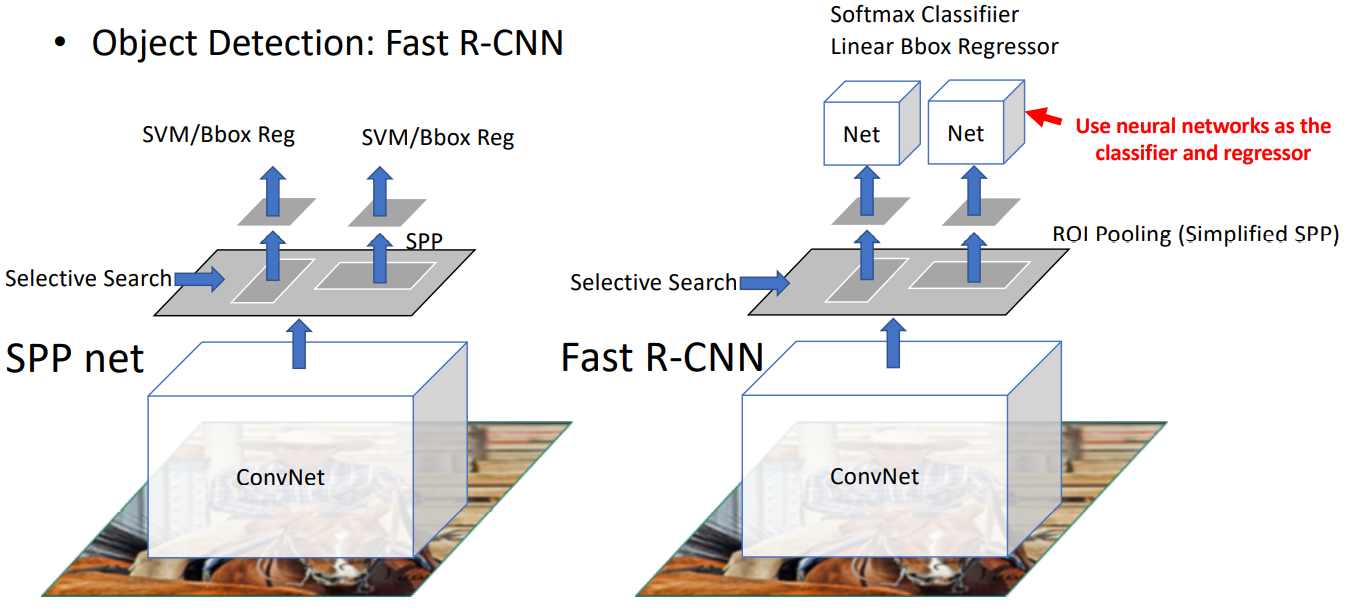 • Object Detection: Fast R-CNN
SVM/Bbox Reg
SVM/Bbox Reg
SPP
Selective Search
SPP net
ConvNet
Softmax Classifiier
Linear Bbox Regressor
Net
Net
Use neural networks as the
classifier and regressor
ROI Pooling (Simplified SPP)
Selective Search
Fast R-CNN
ConvNet